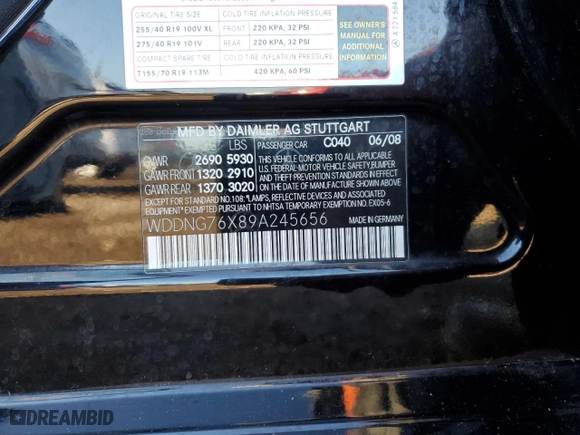 ORIGINAL TIRE SIZE COLD TIRE INFLATION PRESSURE
255/40 R19 100V XL FRONT 220 KPA, 32 PSI
275/40 R19 101V REAR 220 KPA, 32 PSI
COMPACT SPARE TIRE COLD TIRE INFLATION PRESSURE
T155/70 R19 113M 420 KPA, 60 PSI
SEE OWNER'S
MANUAL FOR
ADDITIONAL
INFORMATION
A 221 584
MFD BY DAIMLER AG STUTTGART
LBS PASSENGER CAR C040 06/08
GVWR 2690 5930
GAWR FRONT 1320 2910
GAWR REAR 1370 3020
THIS VEHICLE CONFORMS TO ALL APPLICABLE
U.S. FEDERAL MOTOR VEHICLE SAFETY, BUMPER
AND THEFT PREVENTION STANDARDS IN EFFECT
ON THE DATE OF MANUFACTURE SHOWN ABOVE.
EXCEPT FOR STANDARD NO. 108: "LAMPS, REFLECTIVE DEVICES AND ASSOCIATED
EQUIPMENT"; EXEMPTED PURSUANT TO NHTSA TEMPORARY EXEMPTION NO. EX05-6
WDDNG76X89A245656
DREAMBID